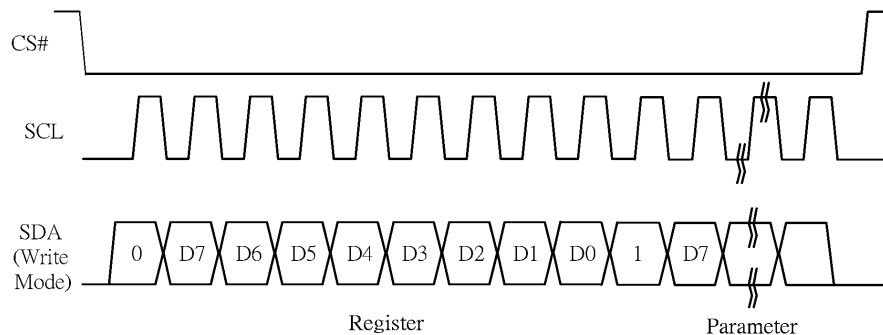 CS#
SCL
SDA
(Write
Mode)
0 D7 D6 D5 D4 D3 D2 D1 D0 1 D7
Register Parameter